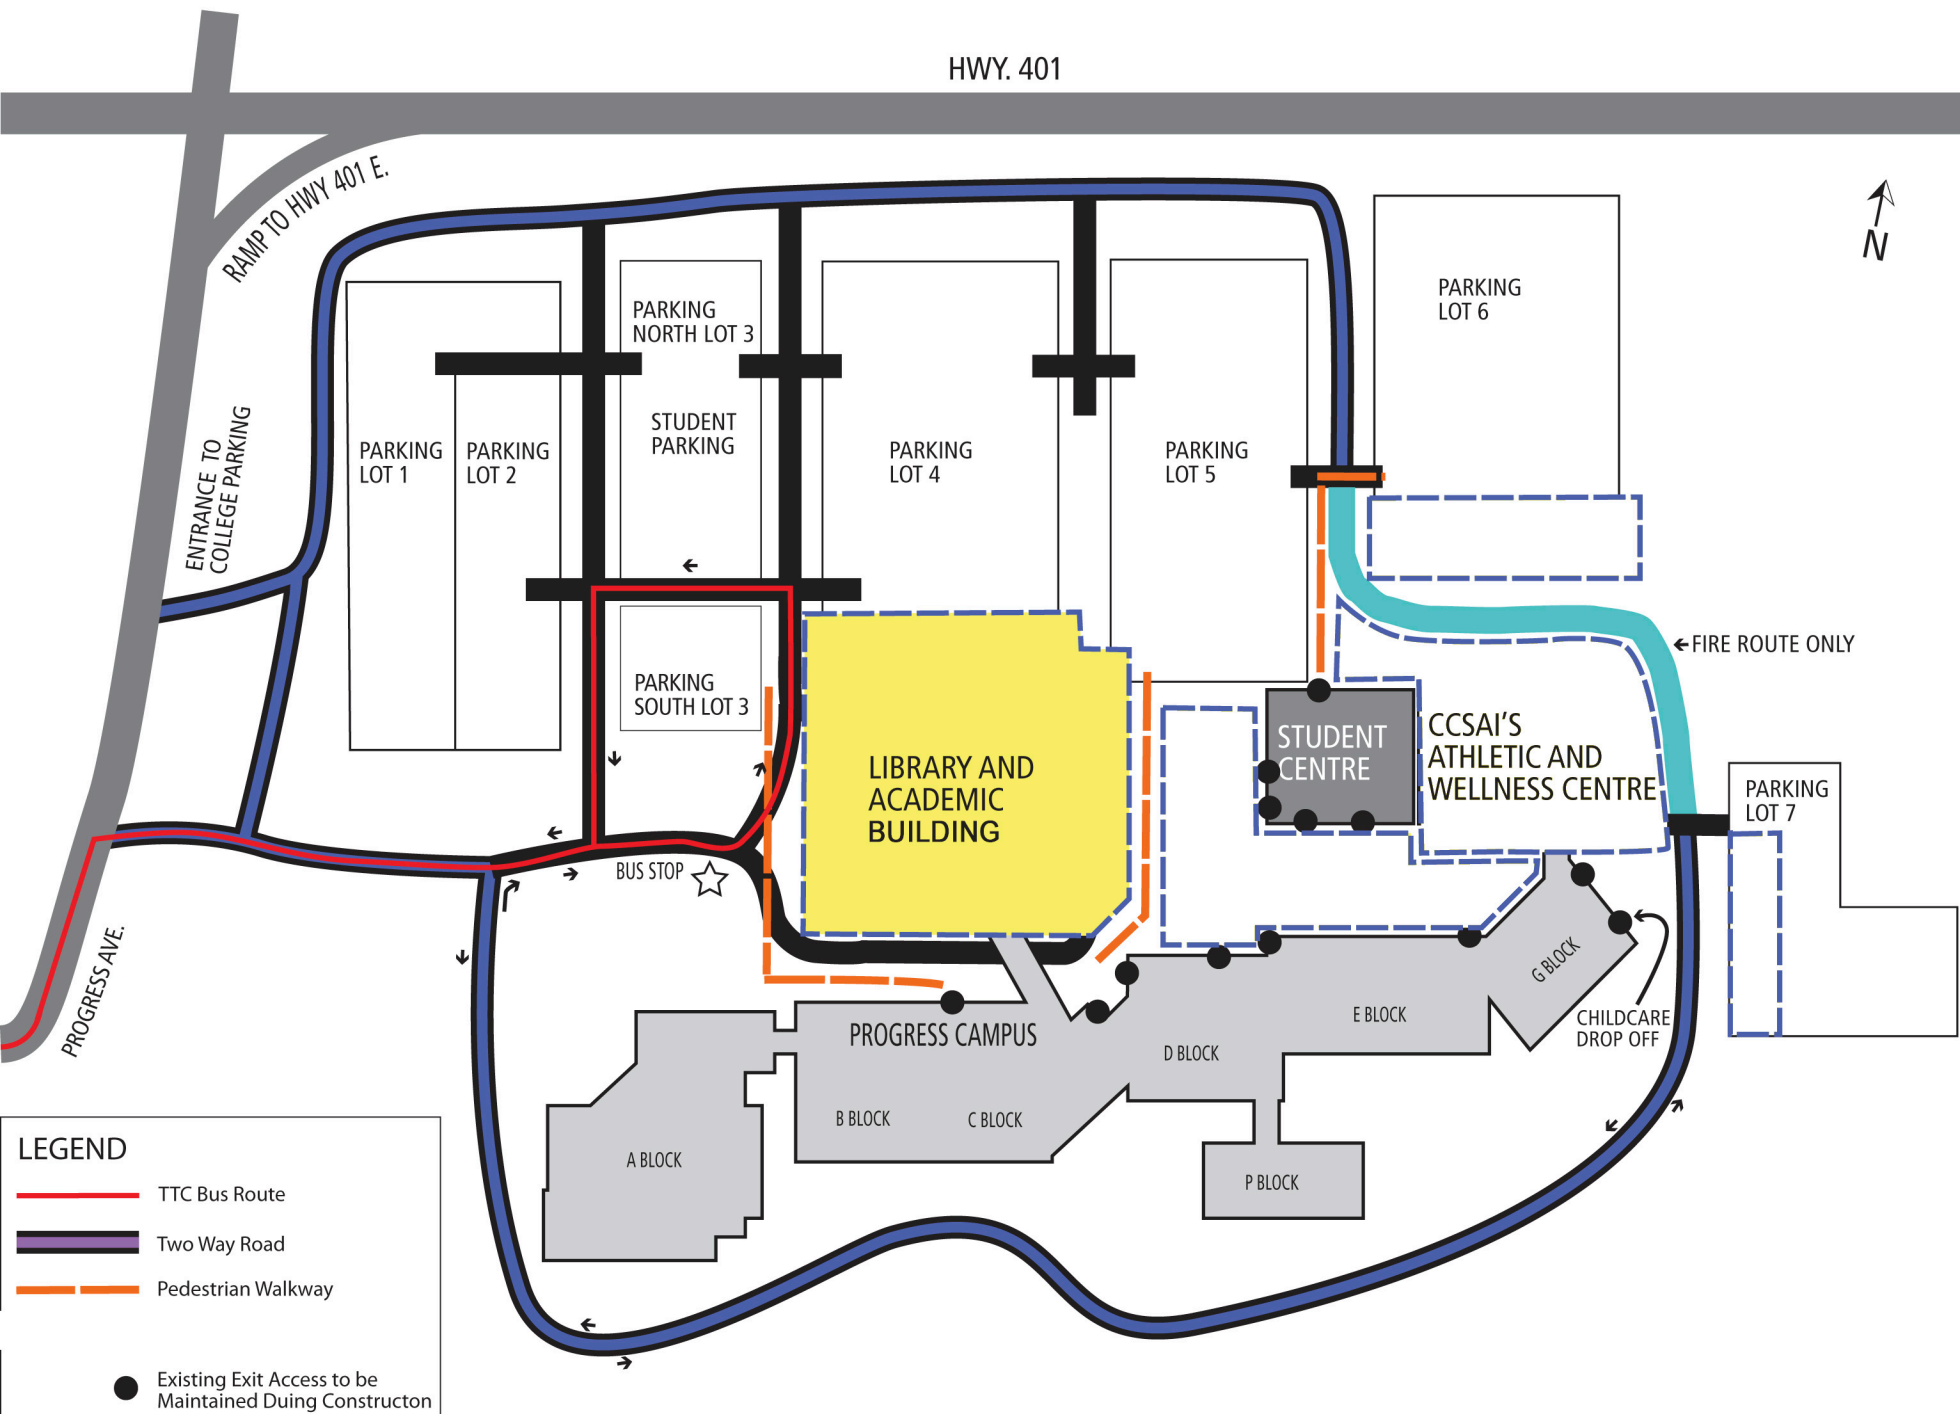 HWY. 401
RAMP TO HWY 401 E.
N
PARKING
LOT 6
PARKING
NORTH LOT 3
STUDENT
PARKING
ENTRANCE TO
COLLEGE PARKING
PARKING
LOT 1
PARKING
LOT 2
PARKING
LOT 4
PARKING
LOT 5
FIRE ROUTE ONLY
PARKING
SOUTH LOT 3
STUDENT
CENTRE
CCSAI'S
ATHLETIC AND
WELLNESS CENTRE
LIBRARY AND
ACADEMIC
BUILDING
PARKING
LOT 7
BUS STOP
PROGRESS AVE.
G BLOCK
PROGRESS CAMPUS
E BLOCK
CHILDCARE
DROP OFF
D BLOCK
B BLOCK
C BLOCK
A BLOCK
P BLOCK
LEGEND
TTC Bus Route
Two Way Road
Pedestrian Walkway
Existing Exit Access to be
Maintained Duing Constructon